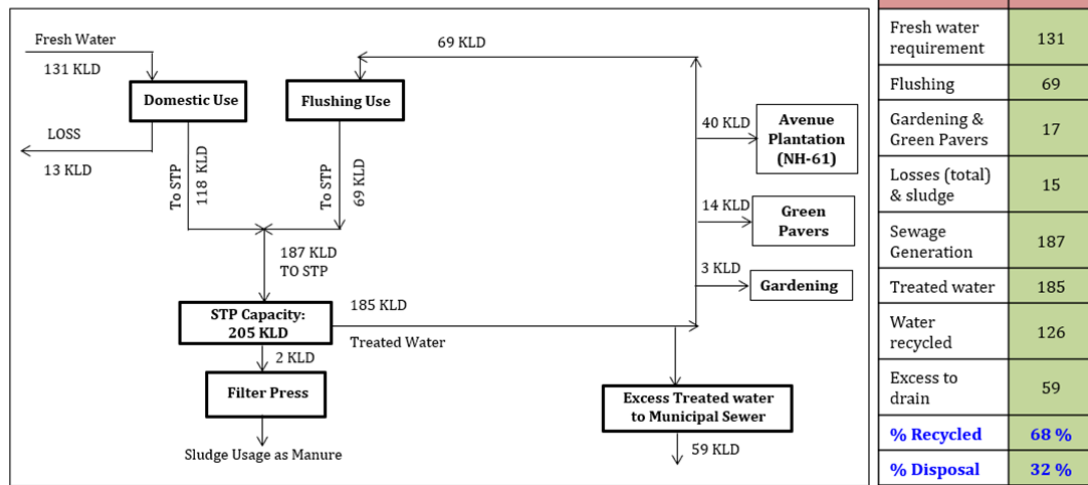 Fresh Water
131 KLD
Domestic Use
LOSS
13 KLD
To STP
118 KLD
Flushing Use
69 KLD
To STP
69 KLD
187 KLD
TO STP
STP Capacity:
205 KLD
185 KLD
Treated Water
2 KLD
Filter Press
Sludge Usage as Manure
40 KLD
Avenue
Plantation
(NH-61)
14 KLD
Green
Pavers
3 KLD
Gardening
Excess Treated water
to Municipal Sewer
59 KLD
Fresh water
requirement
131
Flushing
69
Gardening &
Green Pavers
17
Losses (total)
& sludge
15
Sewage
Generation
187
Treated water
185
Water
recycled
126
Excess to
drain
59
% Recycled
68 %
% Disposal
32 %